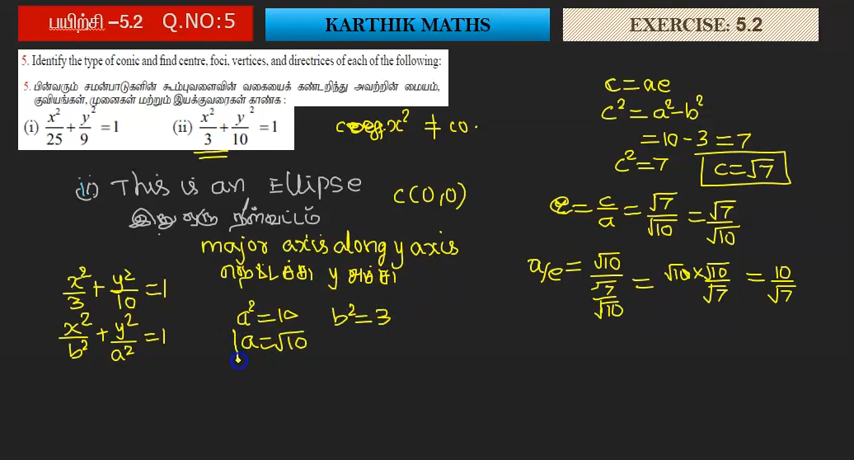 பயிற்சி –5.2 Q.NO:5
KARTHIK MATHS
EXERCISE: 5.2
5. Identify the type of conic and find centre, foci, vertices, and directrices of each of the following:
5. பின்வரும் சமன்பாடுகளின் கூம்புவளைவின் வகையைக் கண்டறிந்து அவற்றின் மையம்,
குவியங்கள், முனைகள் மற்றும் இயக்குவரைகள் காண்க :
(i) x²/25 + y²/9 = 1 (ii) x²/3 + y²/10 = 1
x² ≠ co.
ii) This is an Ellipse
இது ஒரு நீள்வட்டம்
C(0,0)
major axis along y axis
நெட்டச்சு y அச்சு
x²/3 + y²/10 = 1
x²/b² + y²/a² = 1
a² = 10 b² = 3
a = √10
c = ae
c² = a² - b²
= 10 - 3 = 7
c² = 7 c = √7
e = c/a = √7/√10 = √7/√10
a/e = √10/(√7/√10) = √10 × √10/√7 = 10/√7